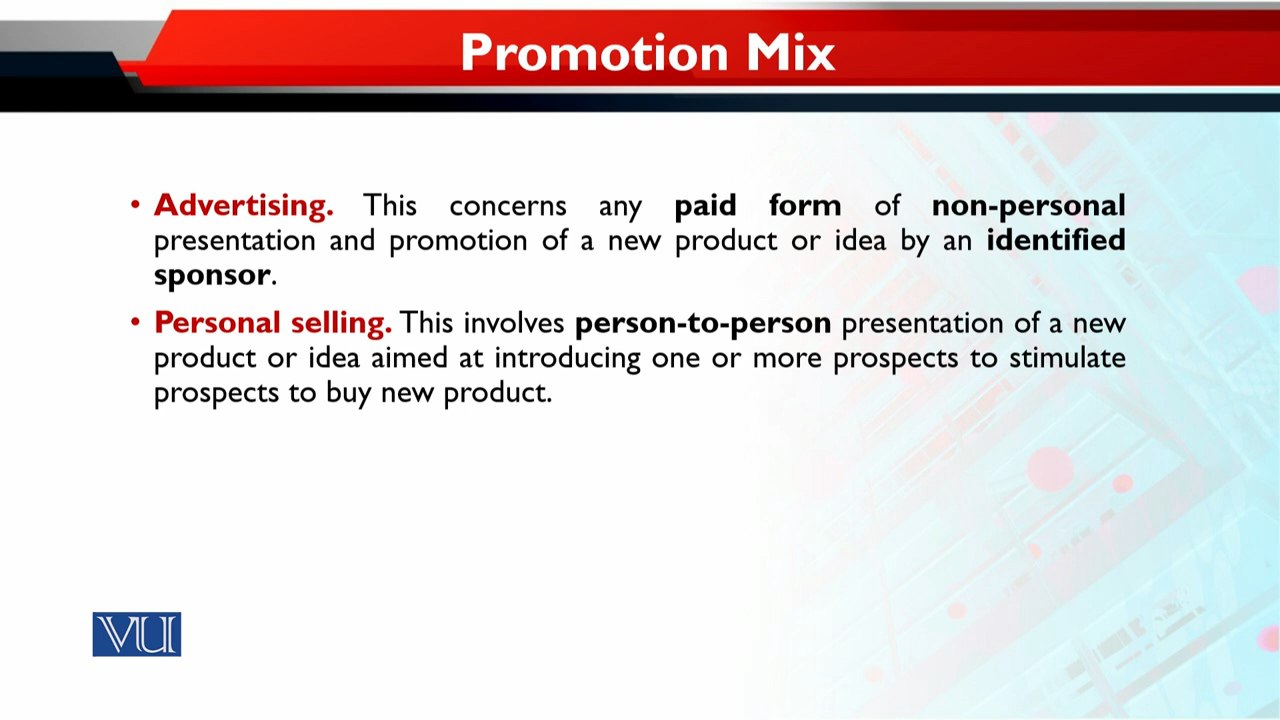 Promotion Mix
• Advertising. This concerns any paid form of non-personal
presentation and promotion of a new product or idea by an identified
sponsor.
• Personal selling. This involves person-to-person presentation of a new
product or idea aimed at introducing one or more prospects to stimulate
prospects to buy new product.
VU